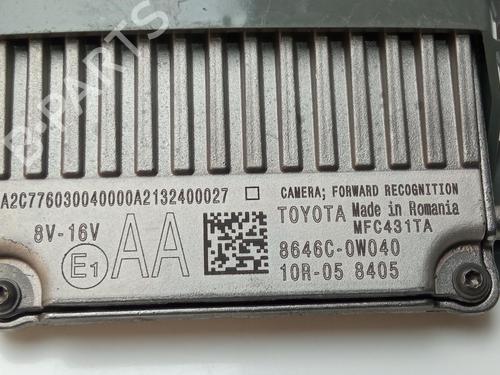 B-PARTS
A2C776030040000A2132400027 □ CAMERA; FORWARD RECOGNITION
8V-16V
TOYOTA Made in Romania
MFC431TA
E1 AA
8646C-0W040
10R-05 8405